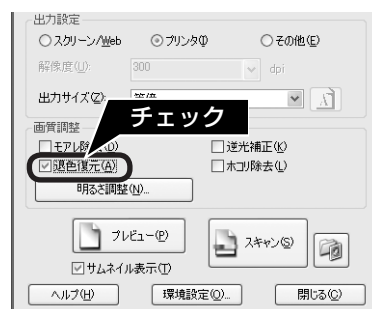 出力設定
スクリーン/Web プリンタ(I) その他(E)
解像度(U): 300 dpi
出力サイズ(Z):
チェック
画質調整
逆光補正(K)
退色復元(A) ホコリ除去(L)
明るさ調整(N)...
プレビュー(P) スキャン(S)
サムネイル表示(T)
ヘルプ(H) 環境設定(O)... 閉じる(C)